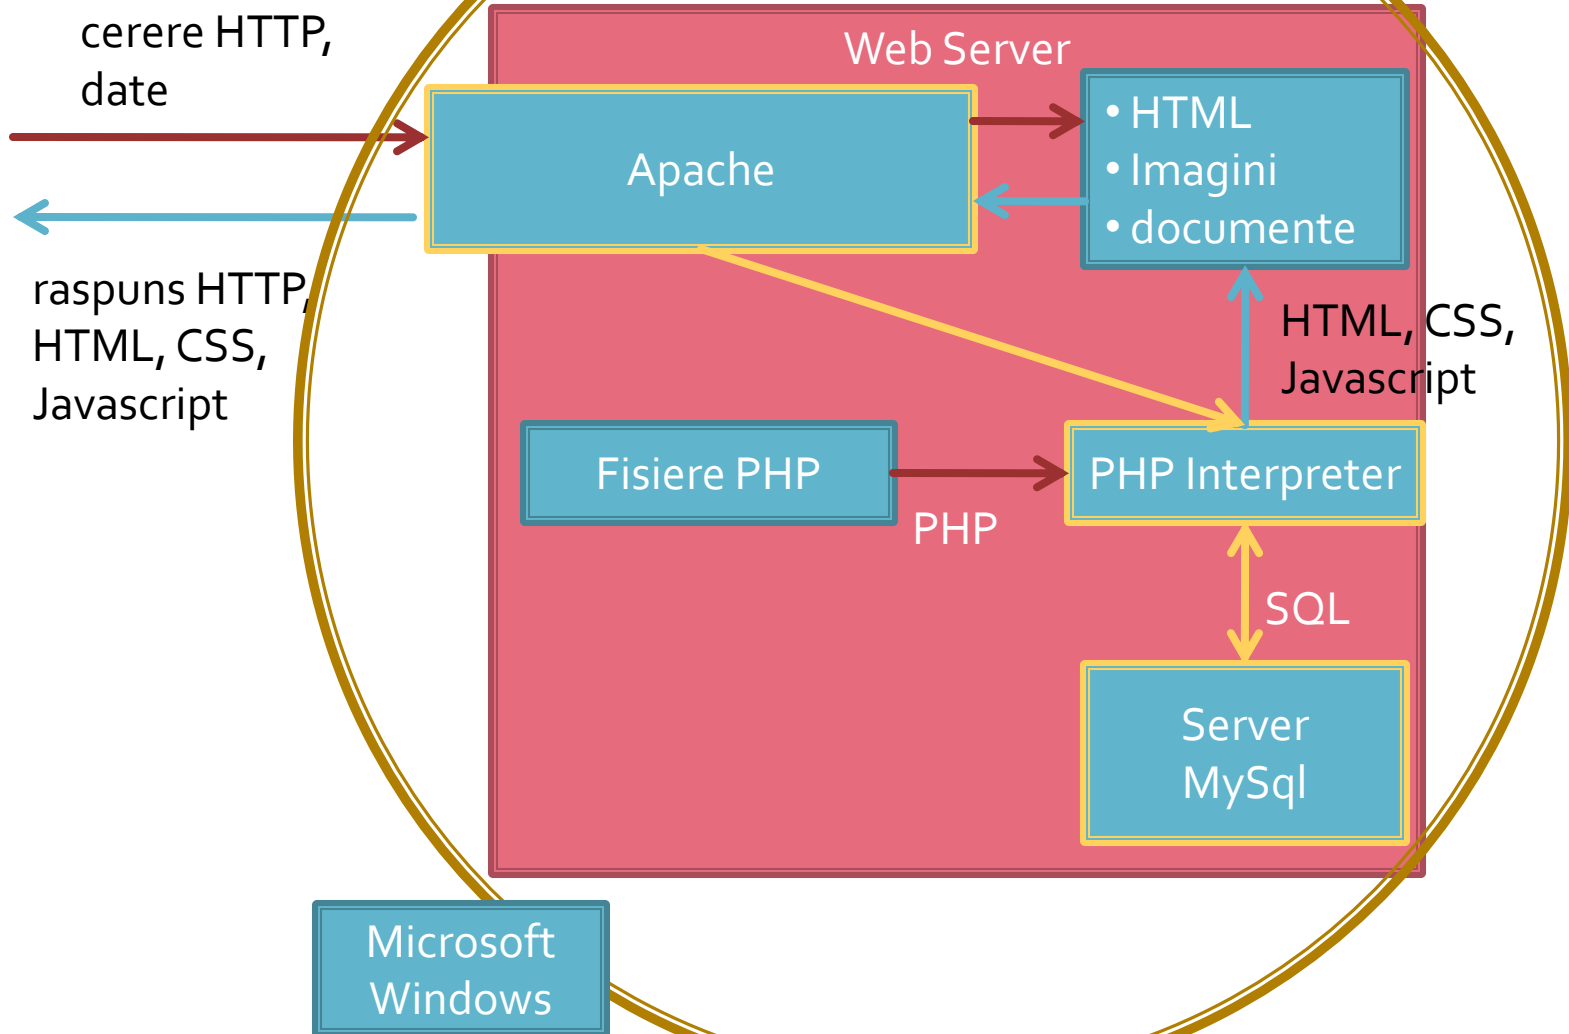 cerere HTTP,
date
Web Server
Apache
• HTML
• Imagini
• documente
raspuns HTTP,
HTML, CSS,
Javascript
HTML, CSS,
Javascript
Fisiere PHP
PHP
PHP Interpreter
SQL
Server
MySql
Microsoft
Windows